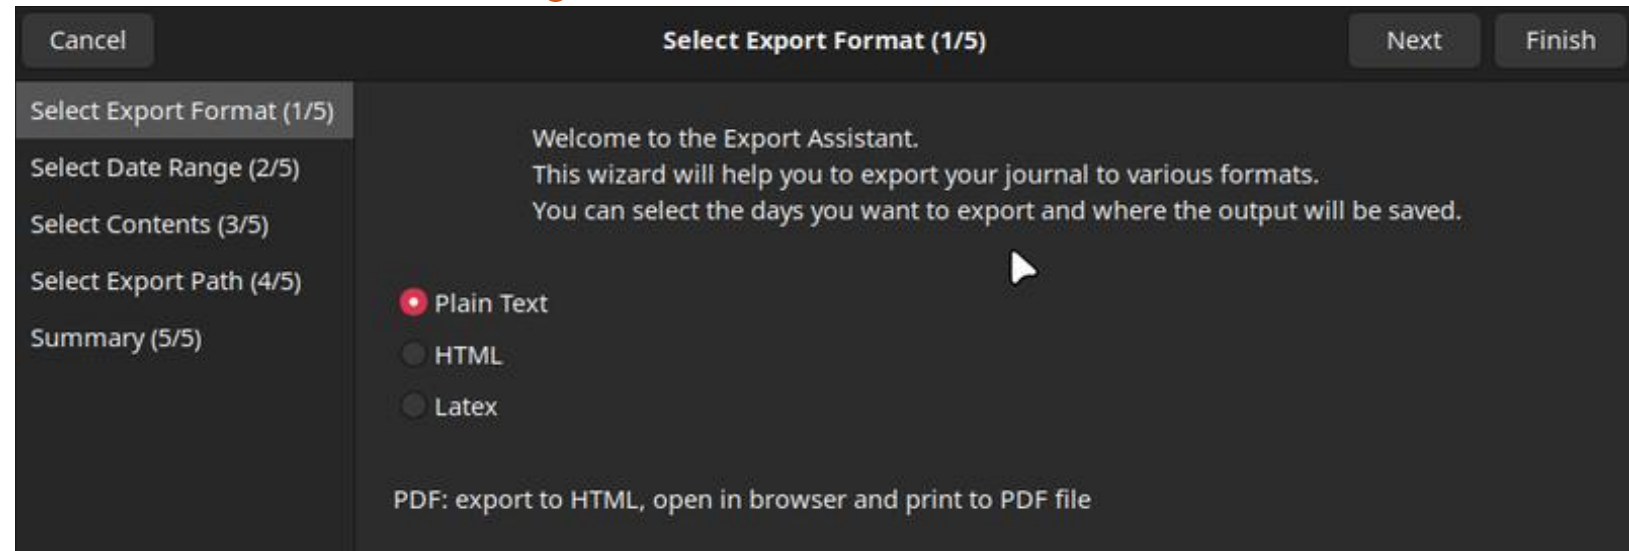 Cancel
Select Export Format (1/5)
Next
Finish
Select Export Format (1/5)
Select Date Range (2/5)
Select Contents (3/5)
Select Export Path (4/5)
Summary (5/5)
Welcome to the Export Assistant.
This wizard will help you to export your journal to various formats.
You can select the days you want to export and where the output will be saved.
Plain Text
HTML
Latex
PDF: export to HTML, open in browser and print to PDF file